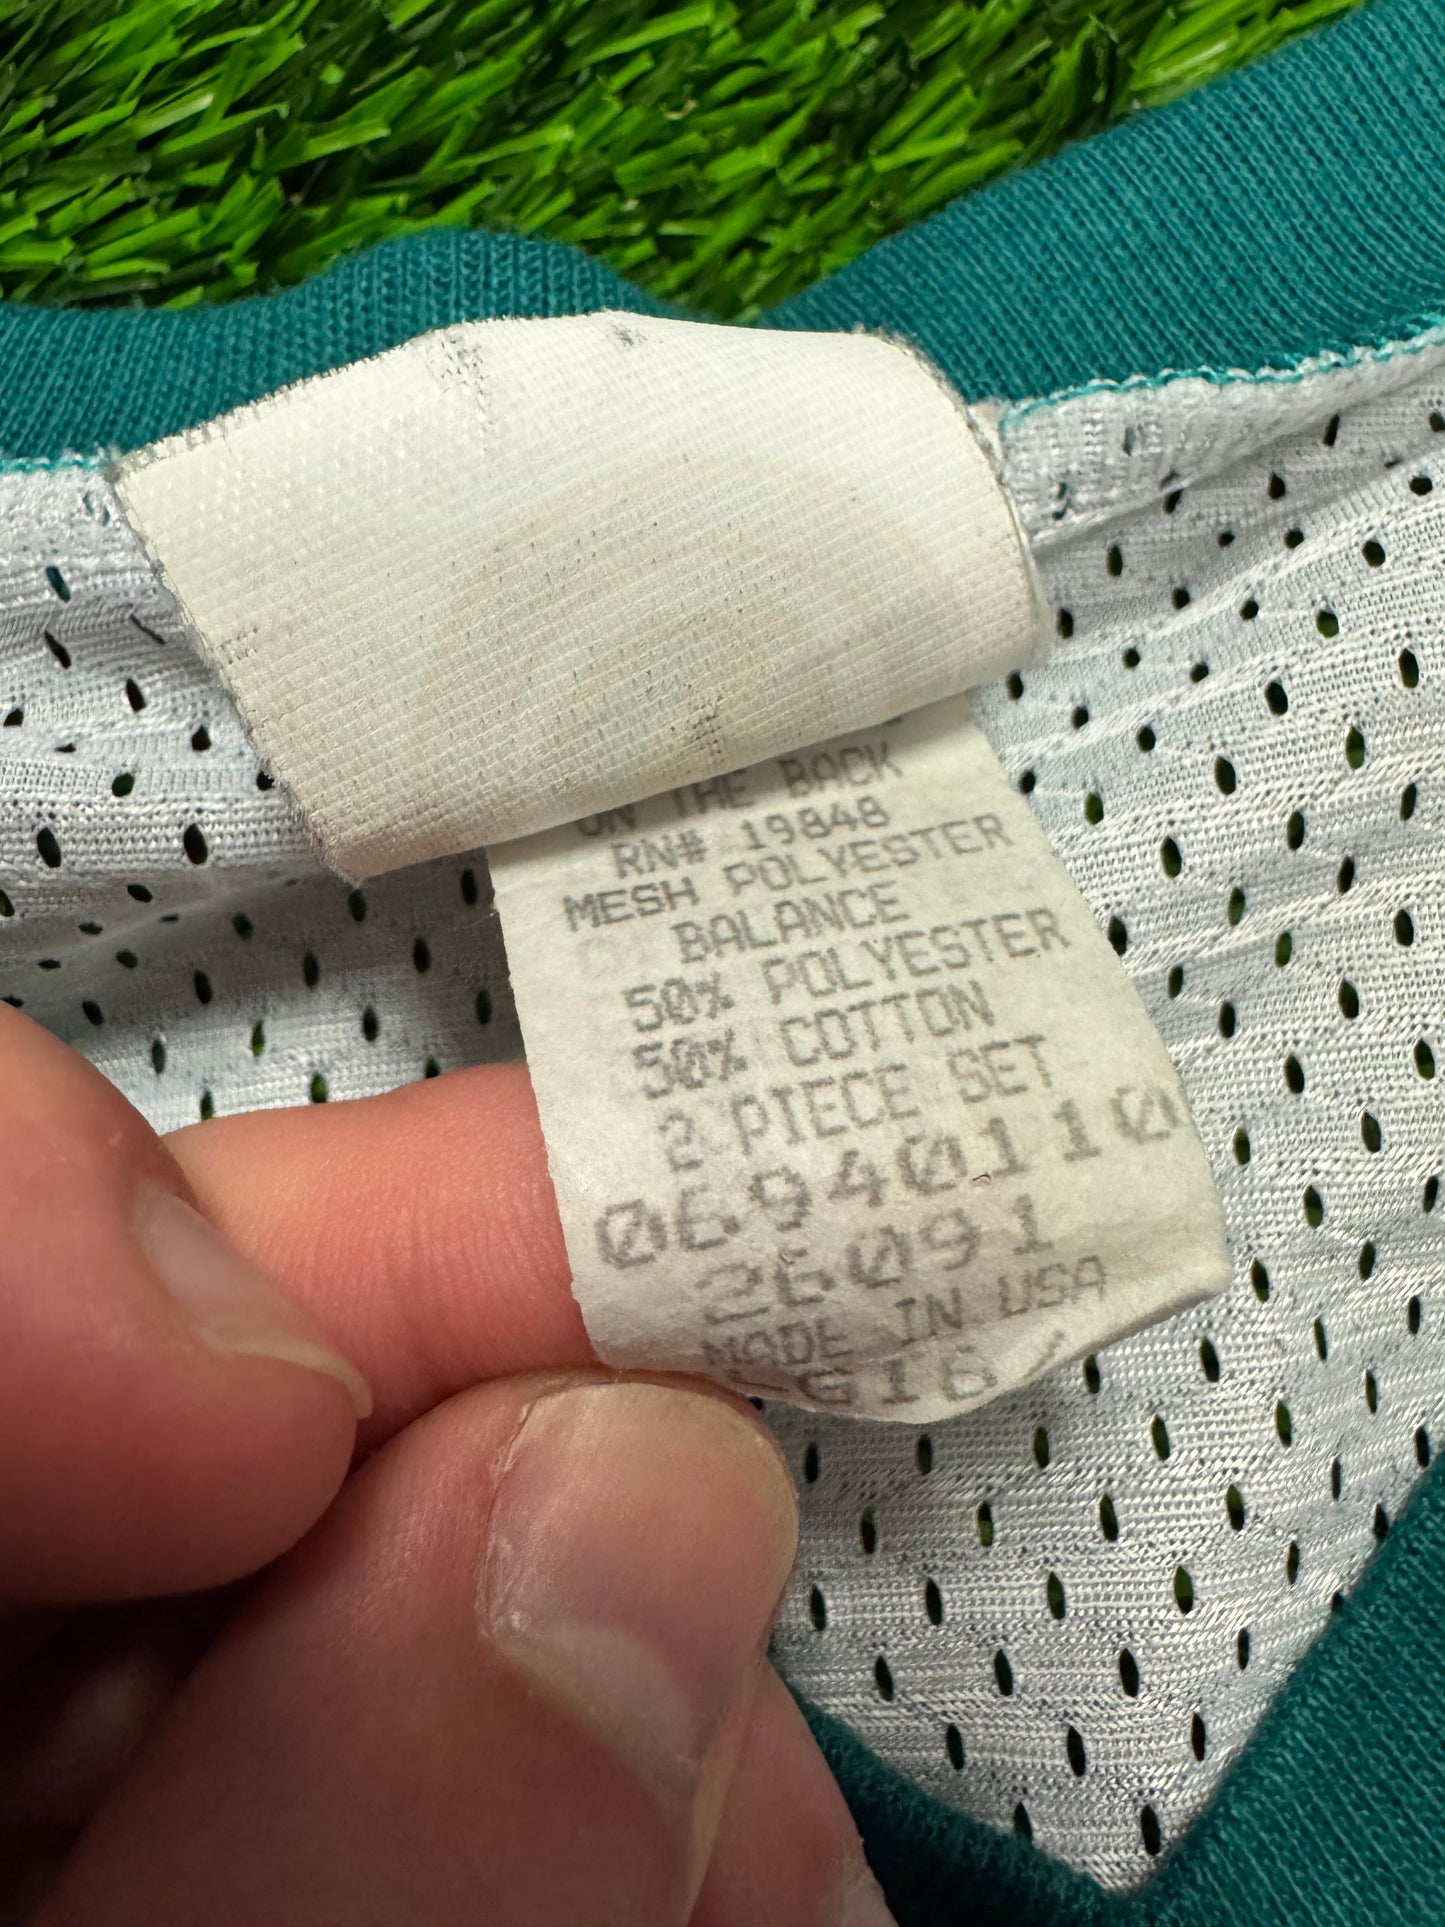 ON THE BACK
RN# 19848
MESH POLYESTER
BALANCE
50% POLYESTER
50% COTTON
2 PIECE SET
0694010110
26091
MADE IN USA